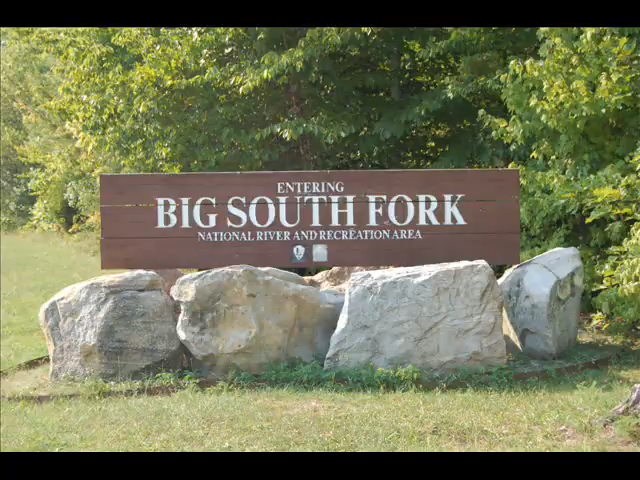 ENTERING
BIG SOUTH FORK
NATIONAL RIVER AND RECREATION AREA